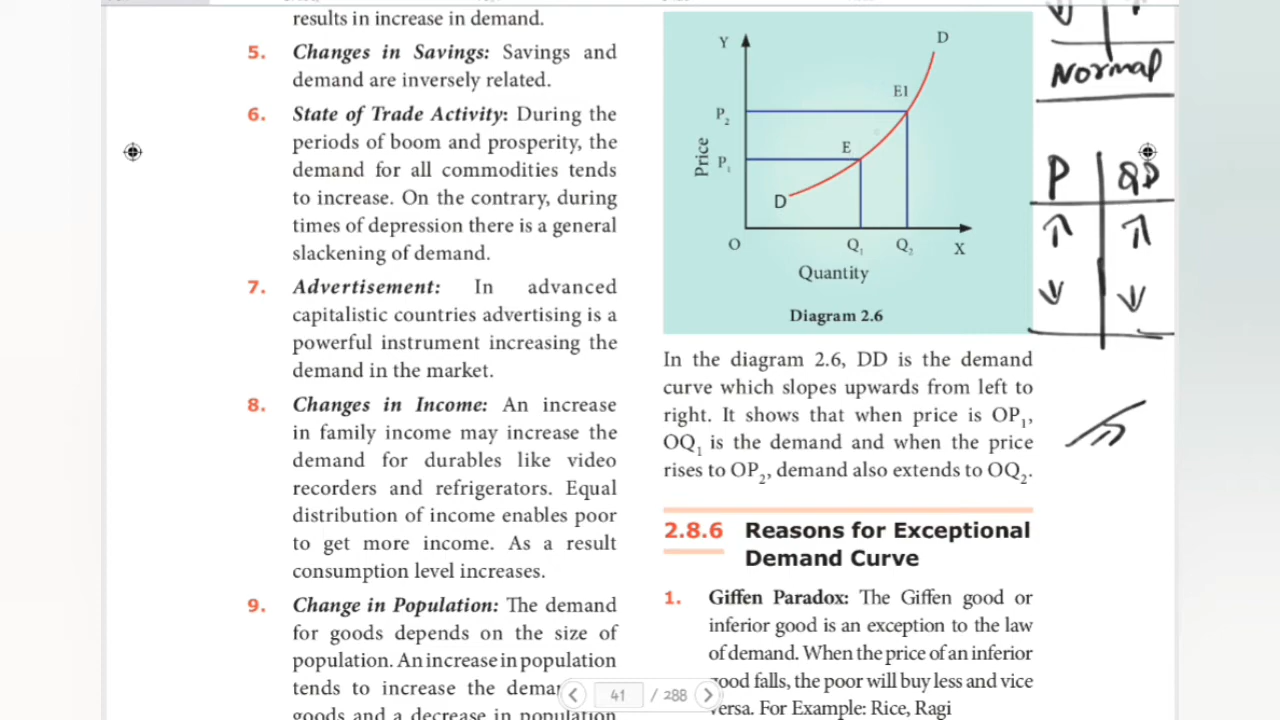 results in increase in demand.
5. Changes in Savings: Savings and
demand are inversely related.
6. State of Trade Activity: During the
periods of boom and prosperity, the
demand for all commodities tends
to increase. On the contrary, during
times of depression there is a general
slackening of demand.
7. Advertisement: In advanced
capitalistic countries advertising is a
powerful instrument increasing the
demand in the market.
8. Changes in Income: An increase
in family income may increase the
demand for durables like video
recorders and refrigerators. Equal
distribution of income enables poor
to get more income. As a result
consumption level increases.
9. Change in Population: The demand
for goods depends on the size of
population. An increase in population
tends to increase the
goods and a decrease in population
Y
D
E1
P₂
Price
E
P₁
D
O
Q₁
Q₂
X
Quantity
Diagram 2.6
In the diagram 2.6, DD is the demand
curve which slopes upwards from left to
right. It shows that when price is OP₁,
OQ₁ is the demand and when the price
rises to OP₂, demand also extends to OQ₂.
2.8.6 Reasons for Exceptional
Demand Curve
1. Giffen Paradox: The Giffen good or
inferior good is an exception to the law
of demand. When the price of an inferior
good falls, the poor will buy less and vice
versa. For Example: Rice, Ragi
Normal
P QD
↑ ↑
↓ ↓
41 / 288